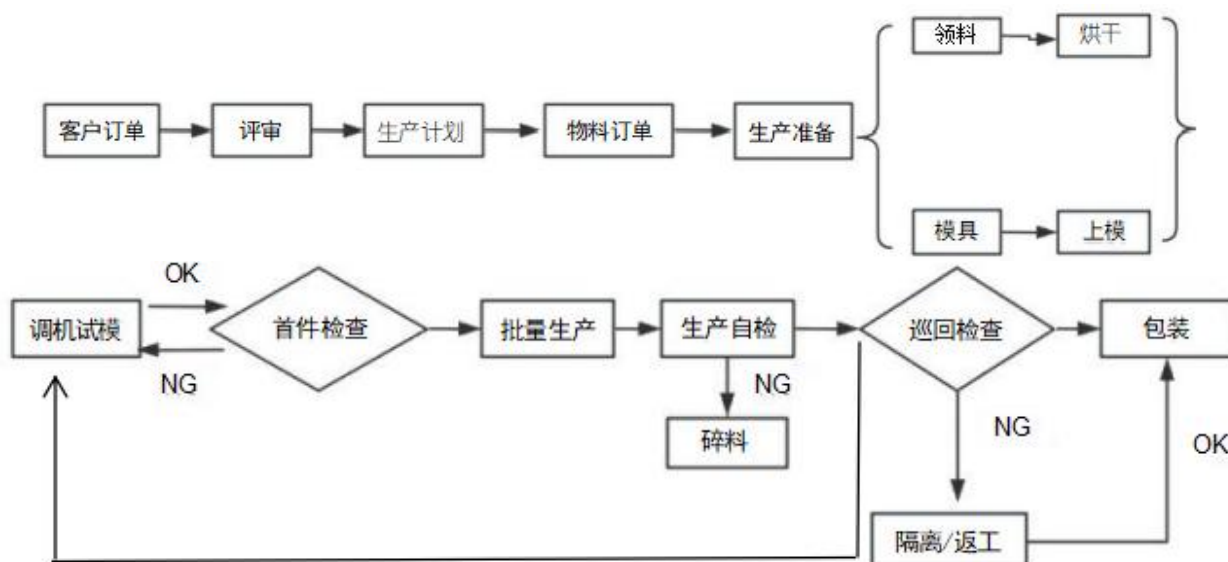 领料
烘干
客户订单
评审
生产计划
物料订单
生产准备
模具
上模
OK
调机试模
首件检查
批量生产
生产自检
巡回检查
包装
NG
NG
碎料
NG
OK
隔离/返工